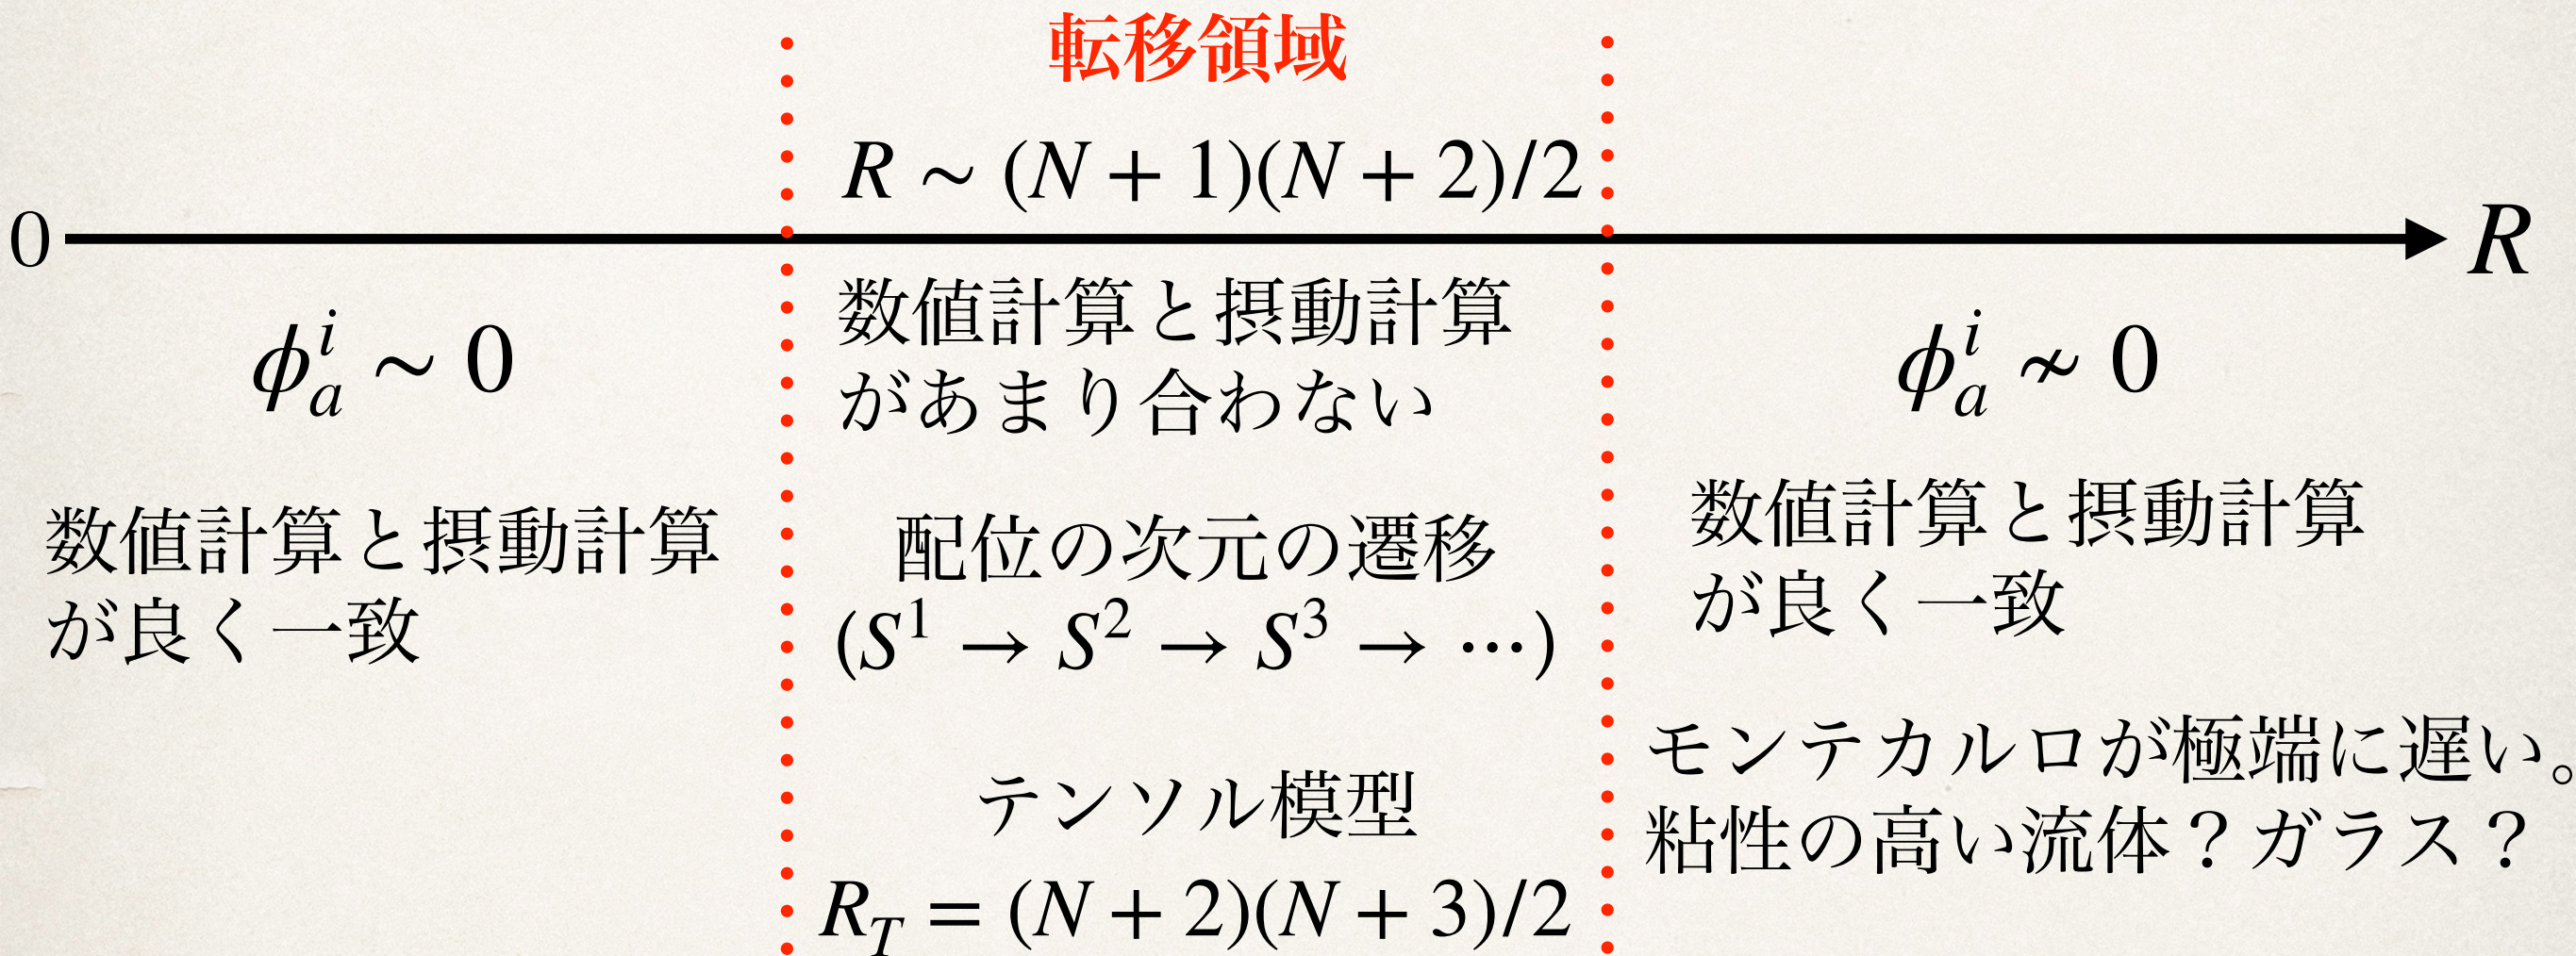 転移領域
R ∼ (N + 1)(N + 2)/2
0
R
ϕ_a^i ∼ 0
数値計算と摂動計算
が良く一致
数値計算と摂動計算
があまり合わない
配位の次元の遷移
(S^1 → S^2 → S^3 → ⋯)
テンソル模型
R_T = (N + 2)(N + 3)/2
ϕ_a^i ≁ 0
数値計算と摂動計算
が良く一致
モンテカルロが極端に遅い。
粘性の高い流体？ガラス？